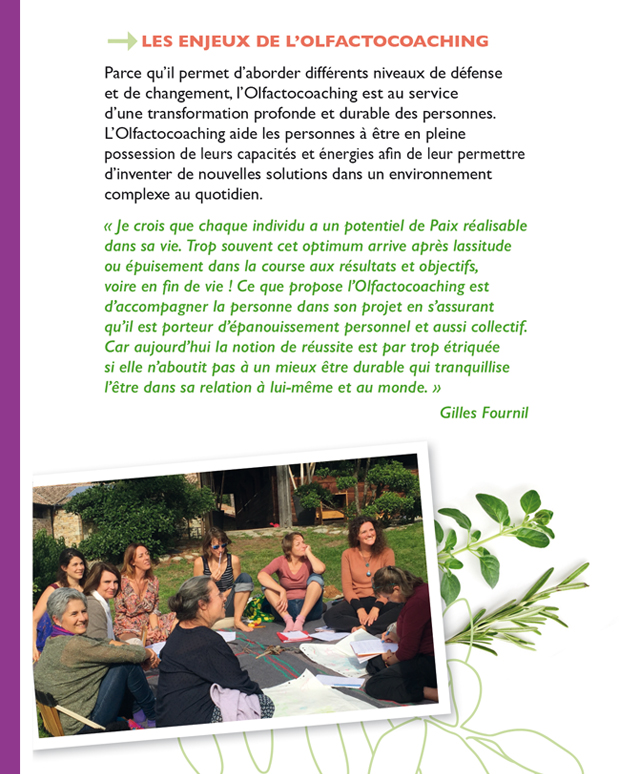 LES ENJEUX DE L'OLFACTOCOACHING
Parce qu'il permet d'aborder différents niveaux de défense
et de changement, l'Olfactocoaching est au service
d'une transformation profonde et durable des personnes.
L'Olfactocoaching aide les personnes à être en pleine
possession de leurs capacités et énergies afin de leur permettre
d'inventer de nouvelles solutions dans un environnement
complexe au quotidien.
« Je crois que chaque individu a un potentiel de Paix réalisable
dans sa vie. Trop souvent cet optimum arrive après lassitude
ou épuisement dans la course aux résultats et objectifs,
voire en fin de vie ! Ce que propose l'Olfactocoaching est
d'accompagner la personne dans son projet en s'assurant
qu'il est porteur d'épanouissement personnel et aussi collectif.
Car aujourd'hui la notion de réussite est par trop étriquée
si elle n'aboutit pas à un mieux être durable qui tranquillise
l'être dans sa relation à lui-même et au monde. »
Gilles Fournil